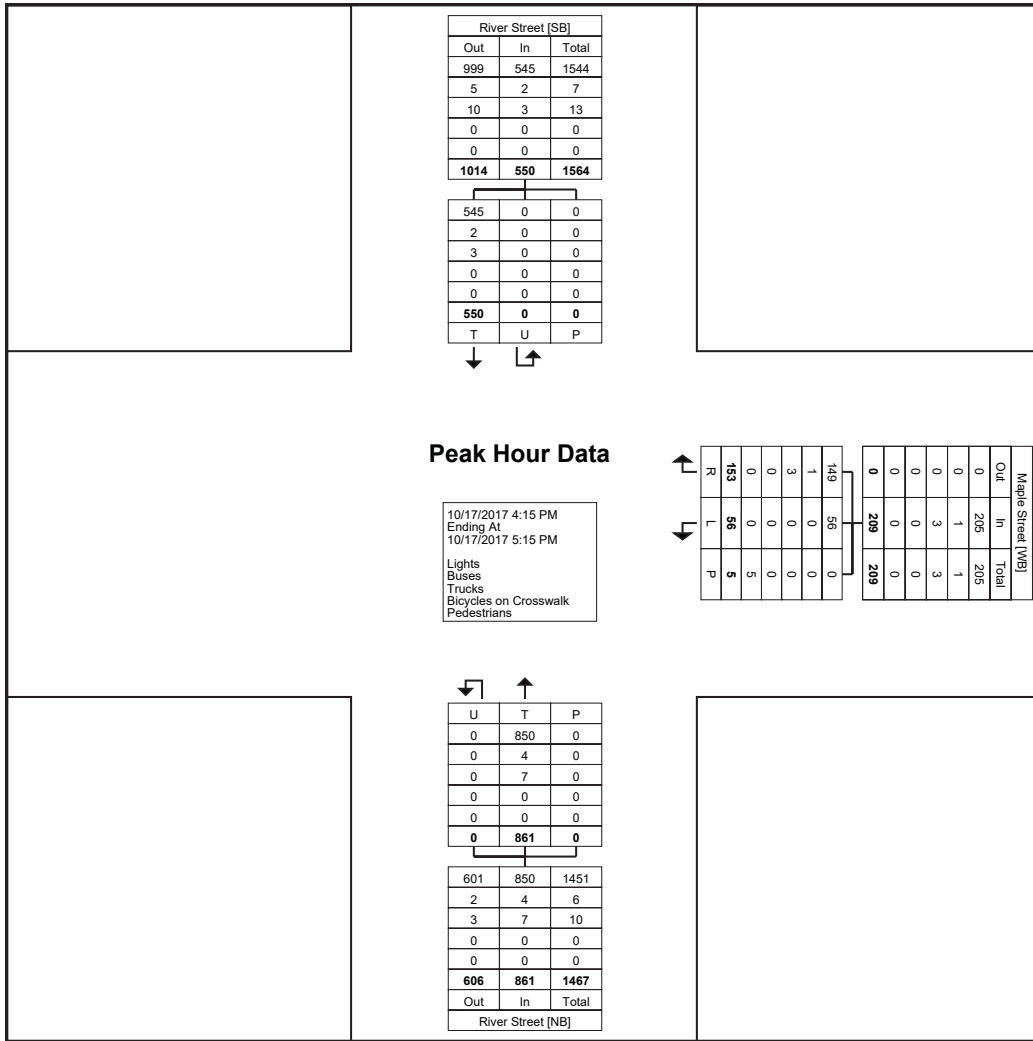 River Street [SB]
Out In Total
999 545 1544
5 2 7
10 3 13
0 0 0
0 0 0
1014 550 1564
545 0 0
2 0 0
3 0 0
0 0 0
0 0 0
550 0 0
T U P
Peak Hour Data
10/17/2017 4:15 PM
Ending At
10/17/2017 5:15 PM
Lights
Buses
Trucks
Bicycles on Crosswalk
Pedestrians
Maple Street [WB]
Out In Total
0 205 205
0 1 1
0 3 3
0 0 0
0 0 0
0 209 209
149 56 0
1 0 0
3 0 0
0 0 0
0 0 5
153 56 5
R L P
U T P
0 850 0
0 4 0
0 7 0
0 0 0
0 0 0
0 861 0
601 850 1451
2 4 6
3 7 10
0 0 0
0 0 0
606 861 1467
Out In Total
River Street [NB]